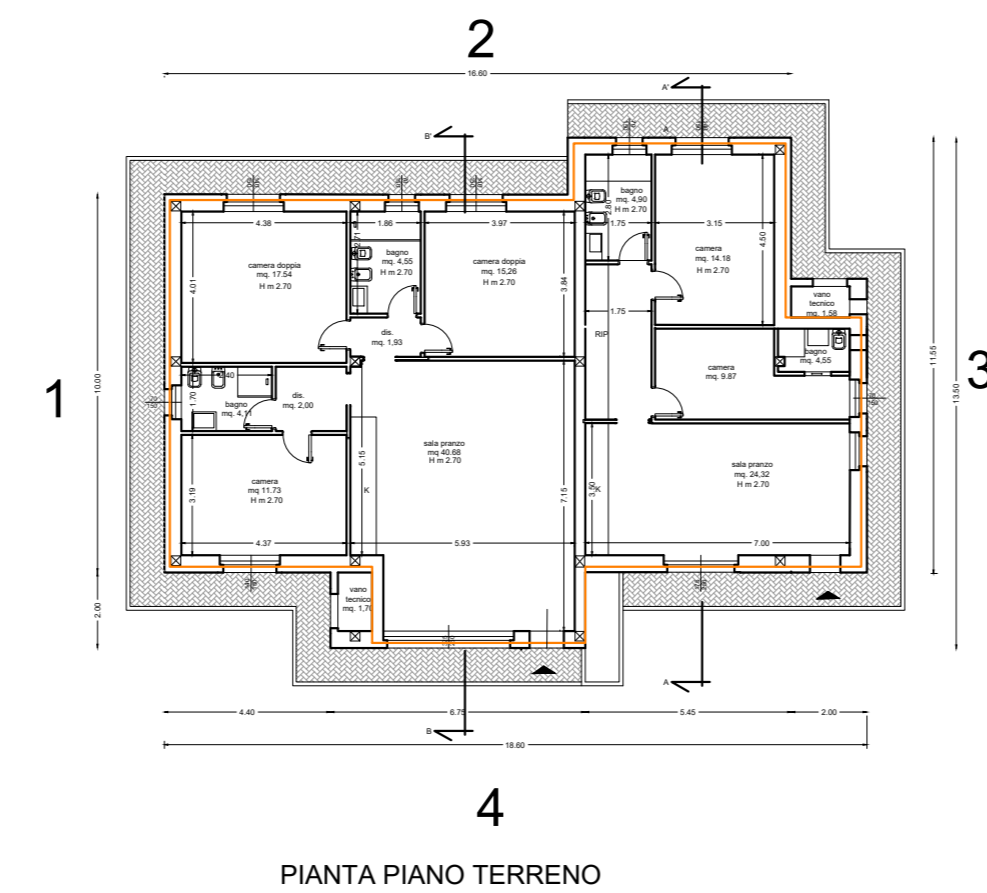 2
16.60
A'
B'
A
bagno
mq. 4,90
H m 2.70
2.80
1.75
3.15
4.50
camera
mq. 14.18
H m 2.70
4.38
1.86
3.97
camera doppia
mq. 17.54
H m 2.70
4.01
2.71
bagno
mq. 4,55
H m 2.70
camera doppia
mq. 15,26
H m 2.70
3.84
dis.
mq. 1,93
1.75
RIP
vano
tecnico
mq. 1,58
bagno
mq. 4,55
camera
mq. 9.87
1
10.00
2.00
3
11.55
13.50
1.70
bagno
mq. 4,11
dis.
mq. 2,00
camera
mq 11.73
H m 2.70
3.19
4.37
5.15
K
sala pranzo
mq 40.68
H m 2.70
7.15
5.93
3.50
K
sala pranzo
mq. 24,32
H m 2.70
7.00
vano
tecnico
mq. 1,70
A
B
4.40
6.75
5.45
2.00
18.60
4
PIANTA PIANO TERRENO